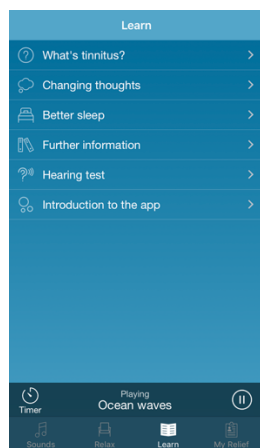 Learn
What's tinnitus?
Changing thoughts
Better sleep
Further information
Hearing test
Introduction to the app
Playing
Ocean waves
Timer
Sounds
Relax
Learn
My Relief